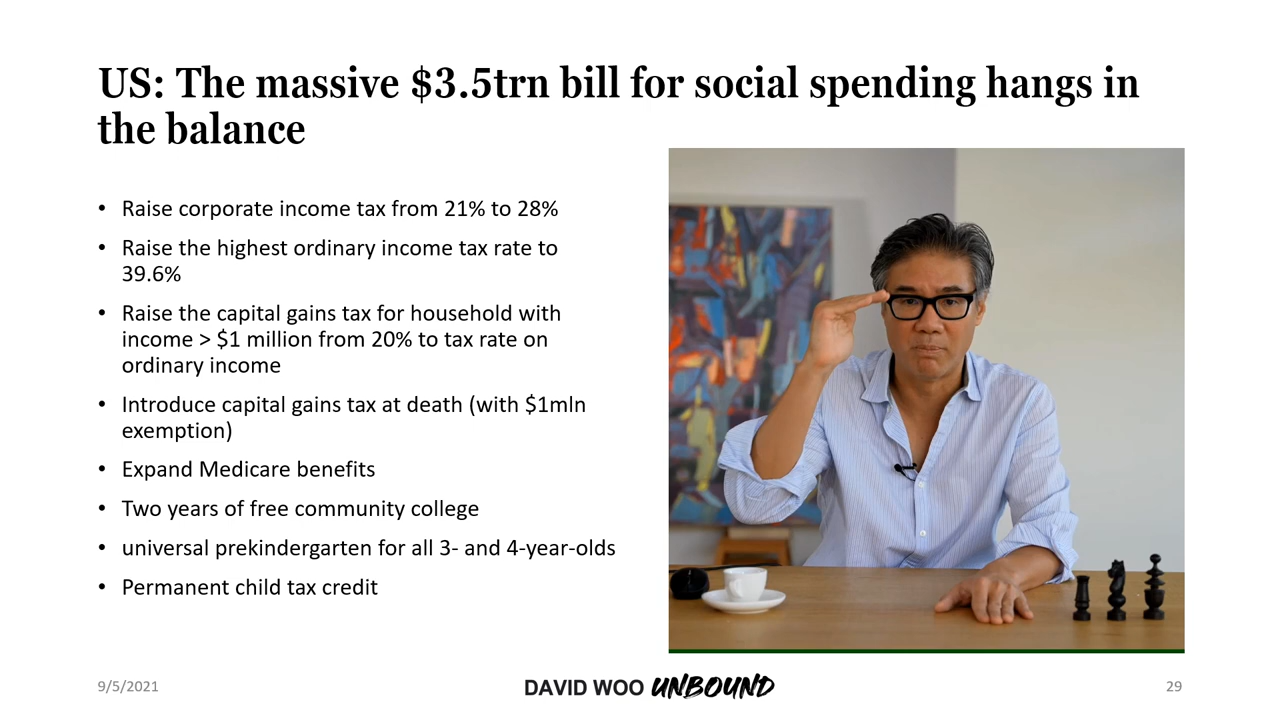 US: The massive $3.5trn bill for social spending hangs in
the balance
• Raise corporate income tax from 21% to 28%
• Raise the highest ordinary income tax rate to
39.6%
• Raise the capital gains tax for household with
income > $1 million from 20% to tax rate on
ordinary income
• Introduce capital gains tax at death (with $1mln
exemption)
• Expand Medicare benefits
• Two years of free community college
• universal prekindergarten for all 3- and 4-year-olds
• Permanent child tax credit
9/5/2021
DAVID WOO UNBOUND
29